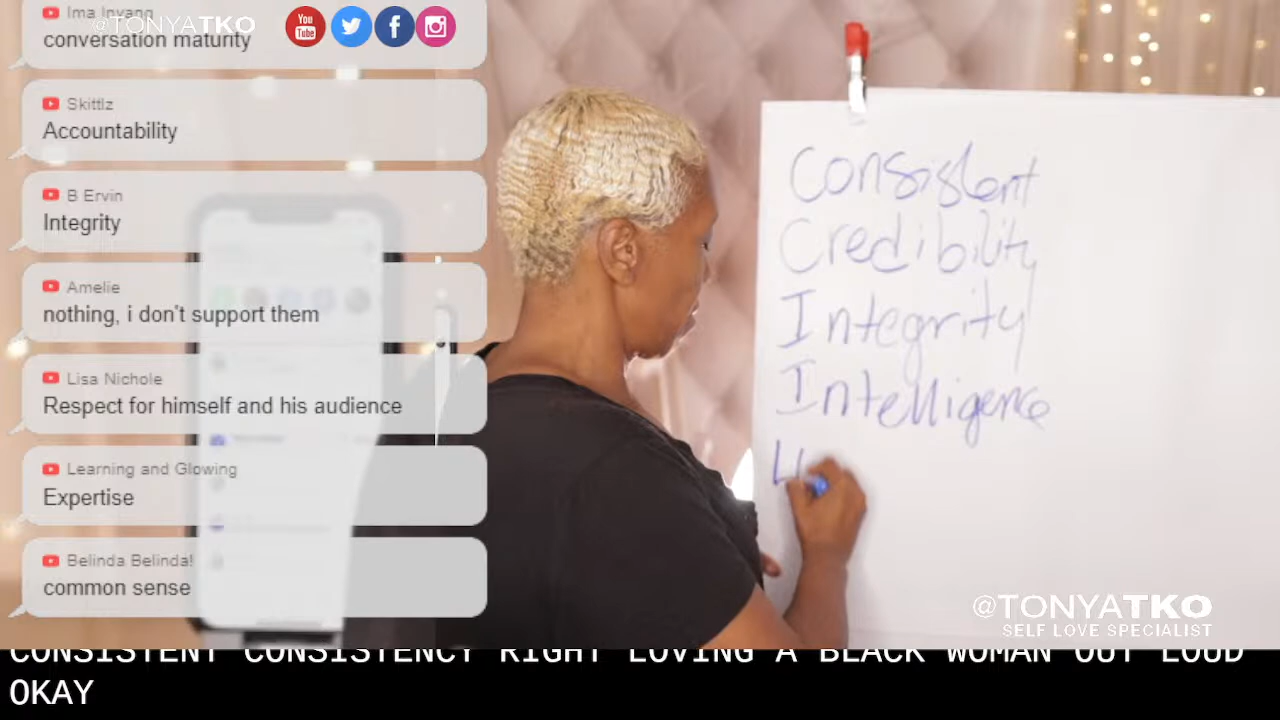 Ima Inyang
@TONYATKO
You Tube
conversation maturity
Skittlz
Accountability
B Ervin
Integrity
Amelie
nothing, i don't support them
Lisa Nichole
Respect for himself and his audience
Learning and Glowing
Expertise
Belinda Belinda!
common sense
Consistent
Credibility
Integrity
Intelligence
@TONYATKO
SELF LOVE SPECIALIST
CONSISTENT CONSISTENCY RIGHT LOVING A BLACK WOMAN OUT LOUD
OKAY